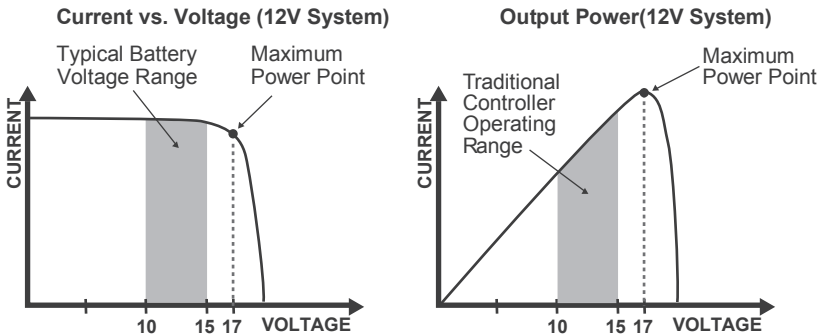 Current vs. Voltage (12V System)
Typical Battery
Voltage Range
Maximum
Power Point
CURRENT
10 15 17 VOLTAGE
Output Power(12V System)
Maximum
Power Point
Traditional
Controller
Operating
Range
CURRENT
10 15 17 VOLTAGE